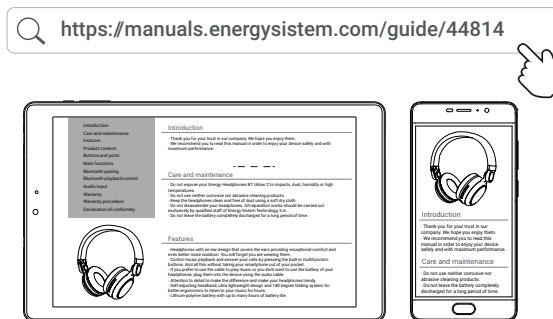 https://manuals.energysistem.com/guide/44814
Introduction
Care and maintenance
Features
Product content
Buttons and parts
Main functions
Bluetooth pairing
Bluetooth playback control
Audio input
Warranty
Warranty procedure
Declaration of conformity
Introduction
· Thank you for your trust in our company. We hope you enjoy them.
· We recommend you to read this manual in order to enjoy your device safely and with
maximum performance.
Care and maintenance
· Do not expose your Energy Headphones BT Urban 2 to impacts, dust, humidity or high
temperatures.
· Do not use neither corrosive nor abrasive cleaning products.
· Keep the headphones clean and free of dust using a soft dry cloth.
· Do not disassemble your headphones. All reparation works should be carried out
exclusively by qualified staff of Energy Sistem Technology S.A.
· Do not leave the battery completely discharged for a long period of time.
Features
· Headphones with on-ear design that covers the ears providing exceptional comfort and
even better noise isolation. You will forget you are wearing them.
· Control music playback and answer your calls by pressing the built-in multifunction
buttons. And all this without taking your smartphone out of your pocket.
· If you prefer to use the cable to play music or you don't want to use the battery of your
headphones, plug them into the device using the audio cable.
· Attention to detail to make the difference and make your headphones trendy.
· Self-adjusting headband, ultra-lightweight design and 180 degree folding system for
better ergonomics to listen to your music for hours.
· Lithium-polymer battery with up to many hours of battery life.
Introduction
· Thank you for your trust in our
company. We hope you enjoy them.
· We recommend you to read this
manual in order to enjoy your device
safely and with maximum performance.
Care and maintenance
· Do not use neither corrosive nor
abrasive cleaning products.
· Do not leave the battery completely
discharged for a long period of time.